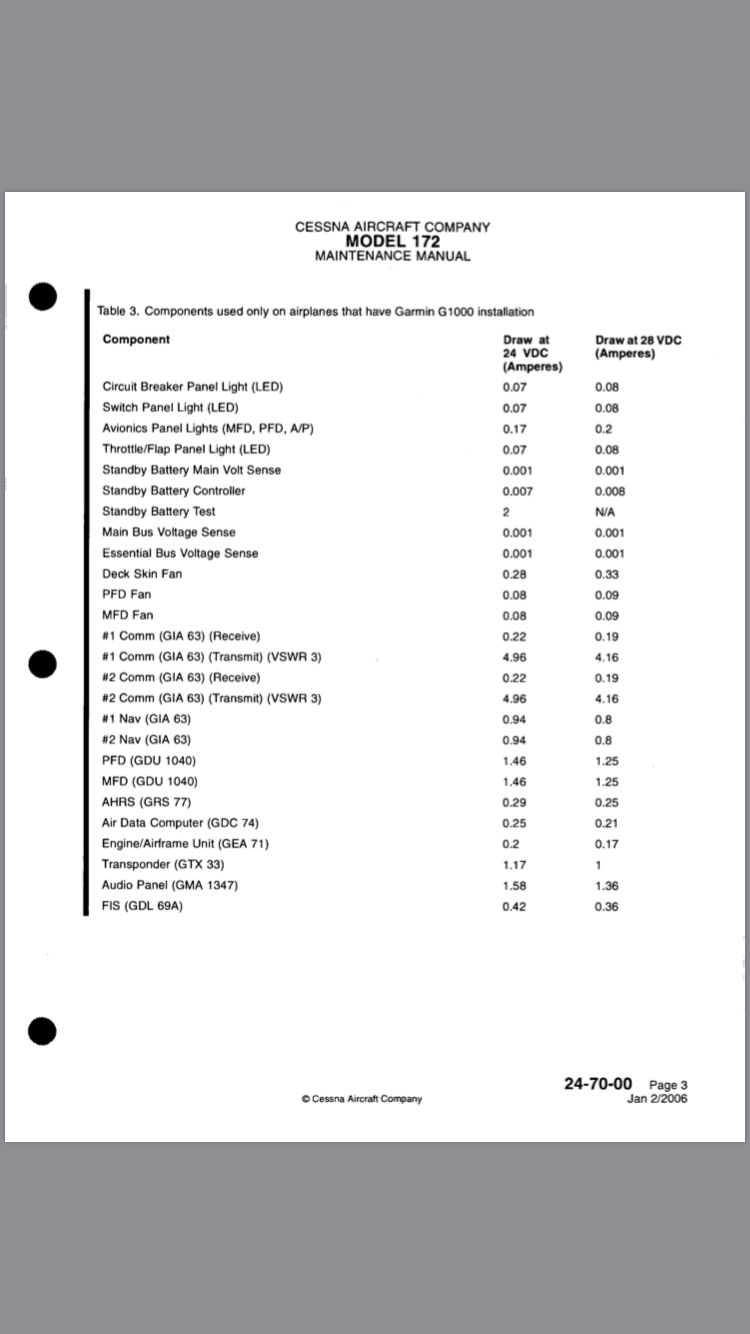 CESSNA AIRCRAFT COMPANY
MODEL 172
MAINTENANCE MANUAL
Table 3. Components used only on airplanes that have Garmin G1000 installation
Component Draw at 24 VDC (Amperes) Draw at 28 VDC (Amperes)
Circuit Breaker Panel Light (LED) 0.07 0.08
Switch Panel Light (LED) 0.07 0.08
Avionics Panel Lights (MFD, PFD, A/P) 0.17 0.2
Throttle/Flap Panel Light (LED) 0.07 0.08
Standby Battery Main Volt Sense 0.001 0.001
Standby Battery Controller 0.007 0.008
Standby Battery Test 2 N/A
Main Bus Voltage Sense 0.001 0.001
Essential Bus Voltage Sense 0.001 0.001
Deck Skin Fan 0.28 0.33
PFD Fan 0.08 0.09
MFD Fan 0.08 0.09
#1 Comm (GIA 63) (Receive) 0.22 0.19
#1 Comm (GIA 63) (Transmit) (VSWR 3) 4.96 4.16
#2 Comm (GIA 63) (Receive) 0.22 0.19
#2 Comm (GIA 63) (Transmit) (VSWR 3) 4.96 4.16
#1 Nav (GIA 63) 0.94 0.8
#2 Nav (GIA 63) 0.94 0.8
PFD (GDU 1040) 1.46 1.25
MFD (GDU 1040) 1.46 1.25
AHRS (GRS 77) 0.29 0.25
Air Data Computer (GDC 74) 0.25 0.21
Engine/Airframe Unit (GEA 71) 0.2 0.17
Transponder (GTX 33) 1.17 1
Audio Panel (GMA 1347) 1.58 1.36
FIS (GDL 69A) 0.42 0.36
24-70-00 Page 3
© Cessna Aircraft Company Jan 2/2006